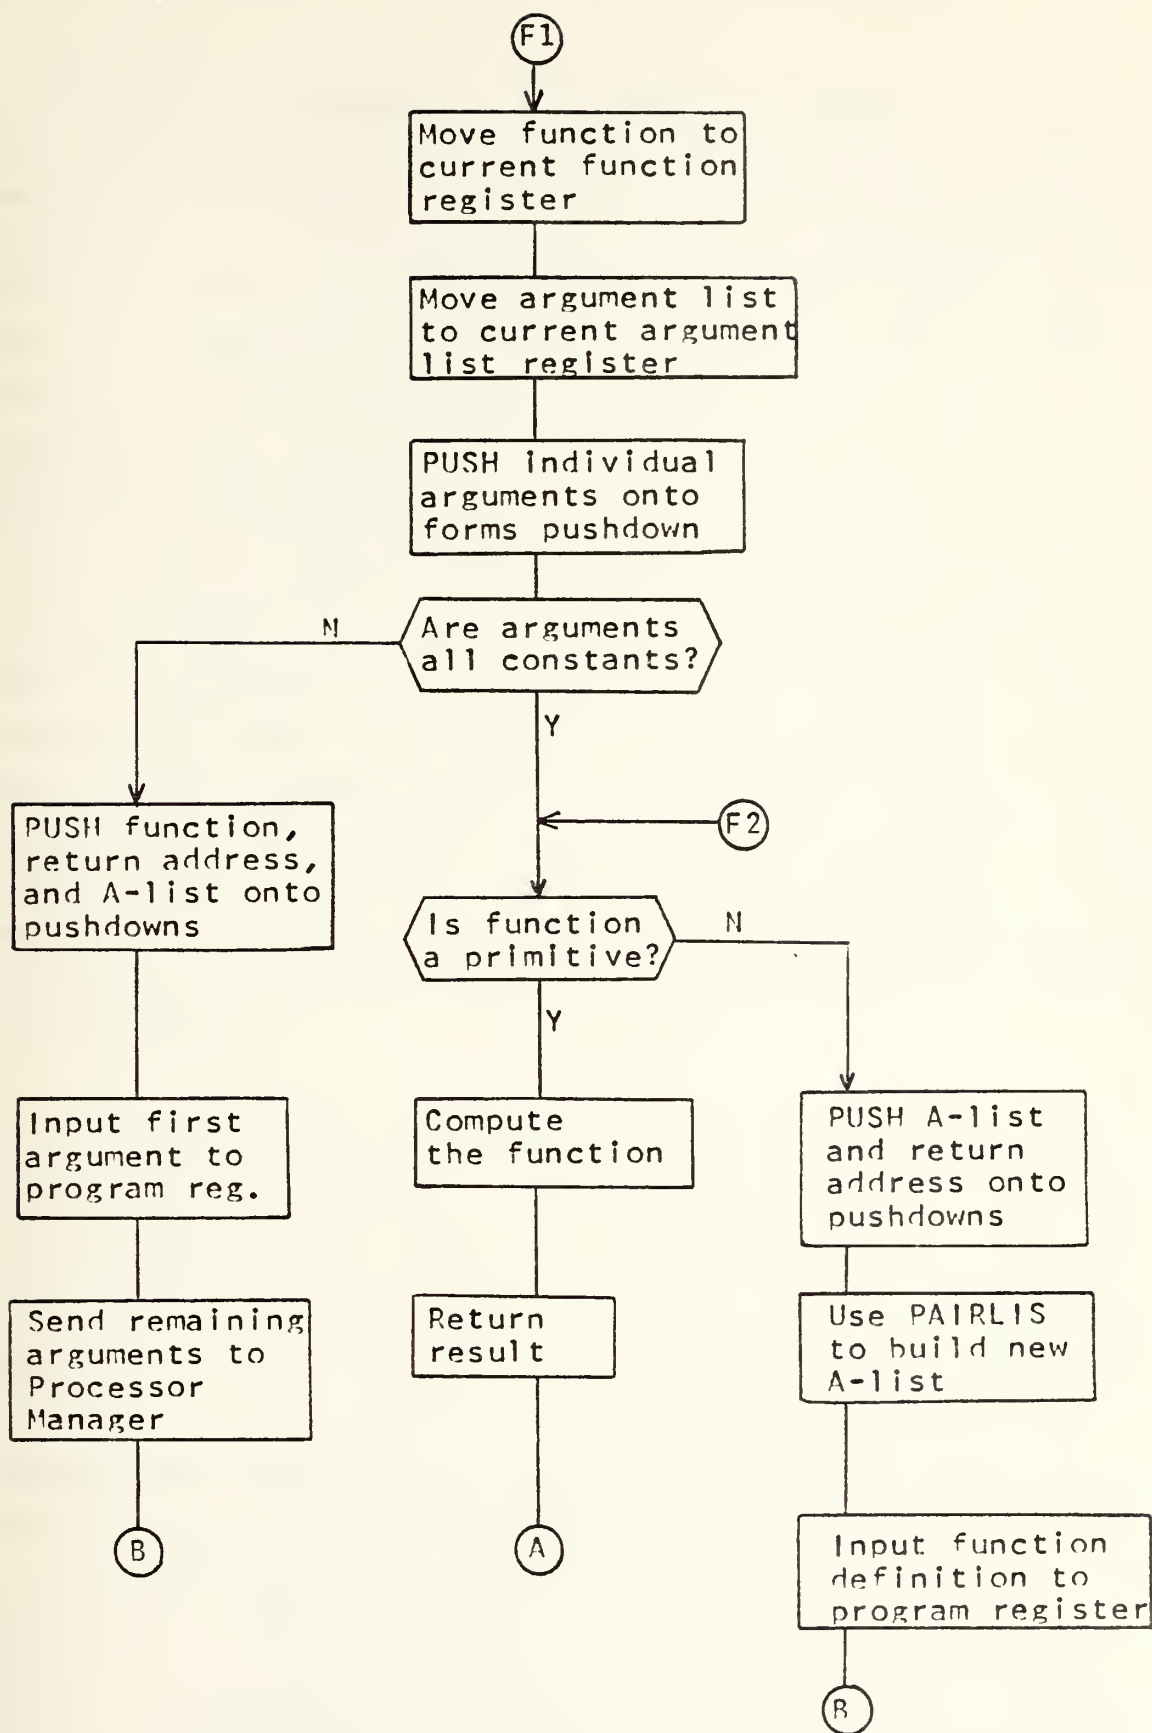 F1
Move function to
current function
register
Move argument list
to current argument
list register
PUSH individual
arguments onto
forms pushdown
Are arguments
all constants?
N
Y
PUSH function,
return address,
and A-list onto
pushdowns
F2
Is function
a primitive?
N
Y
Input first
argument to
program reg.
Compute
the function
PUSH A-list
and return
address onto
pushdowns
Send remaining
arguments to
Processor
Manager
Return
result
Use PAIRLIS
to build new
A-list
B
A
Input function
definition to
program register
B